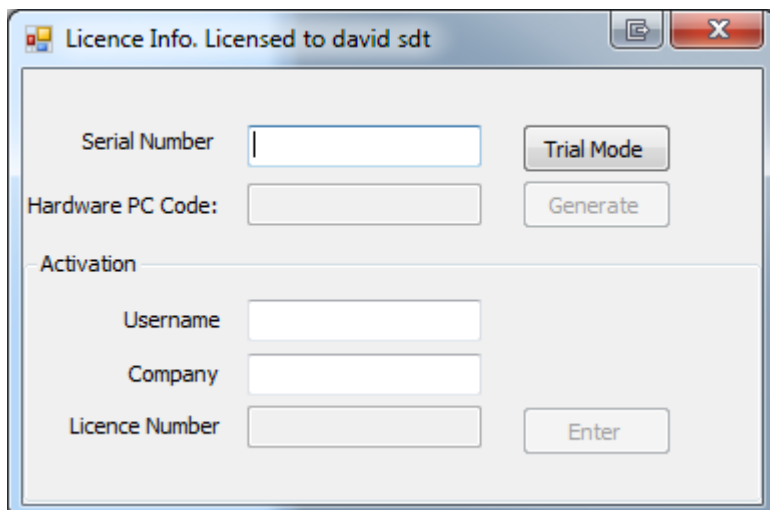 Licence Info. Licensed to david sdt
Serial Number
Trial Mode
Hardware PC Code:
Generate
Activation
Username
Company
Licence Number
Enter